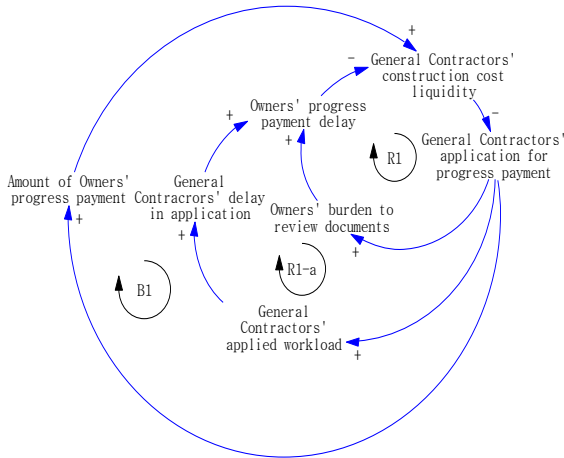 +
-
General Contractors'
construction cost
liquidity
Owners' progress
payment delay
+
+
-
General Contractors'
application for
progress payment
R1
Amount of Owners'
progress payment
+
General
Contracrors' delay
in application
+
Owners' burden to
review documents
+
R1-a
B1
General
Contractors'
applied workload
+